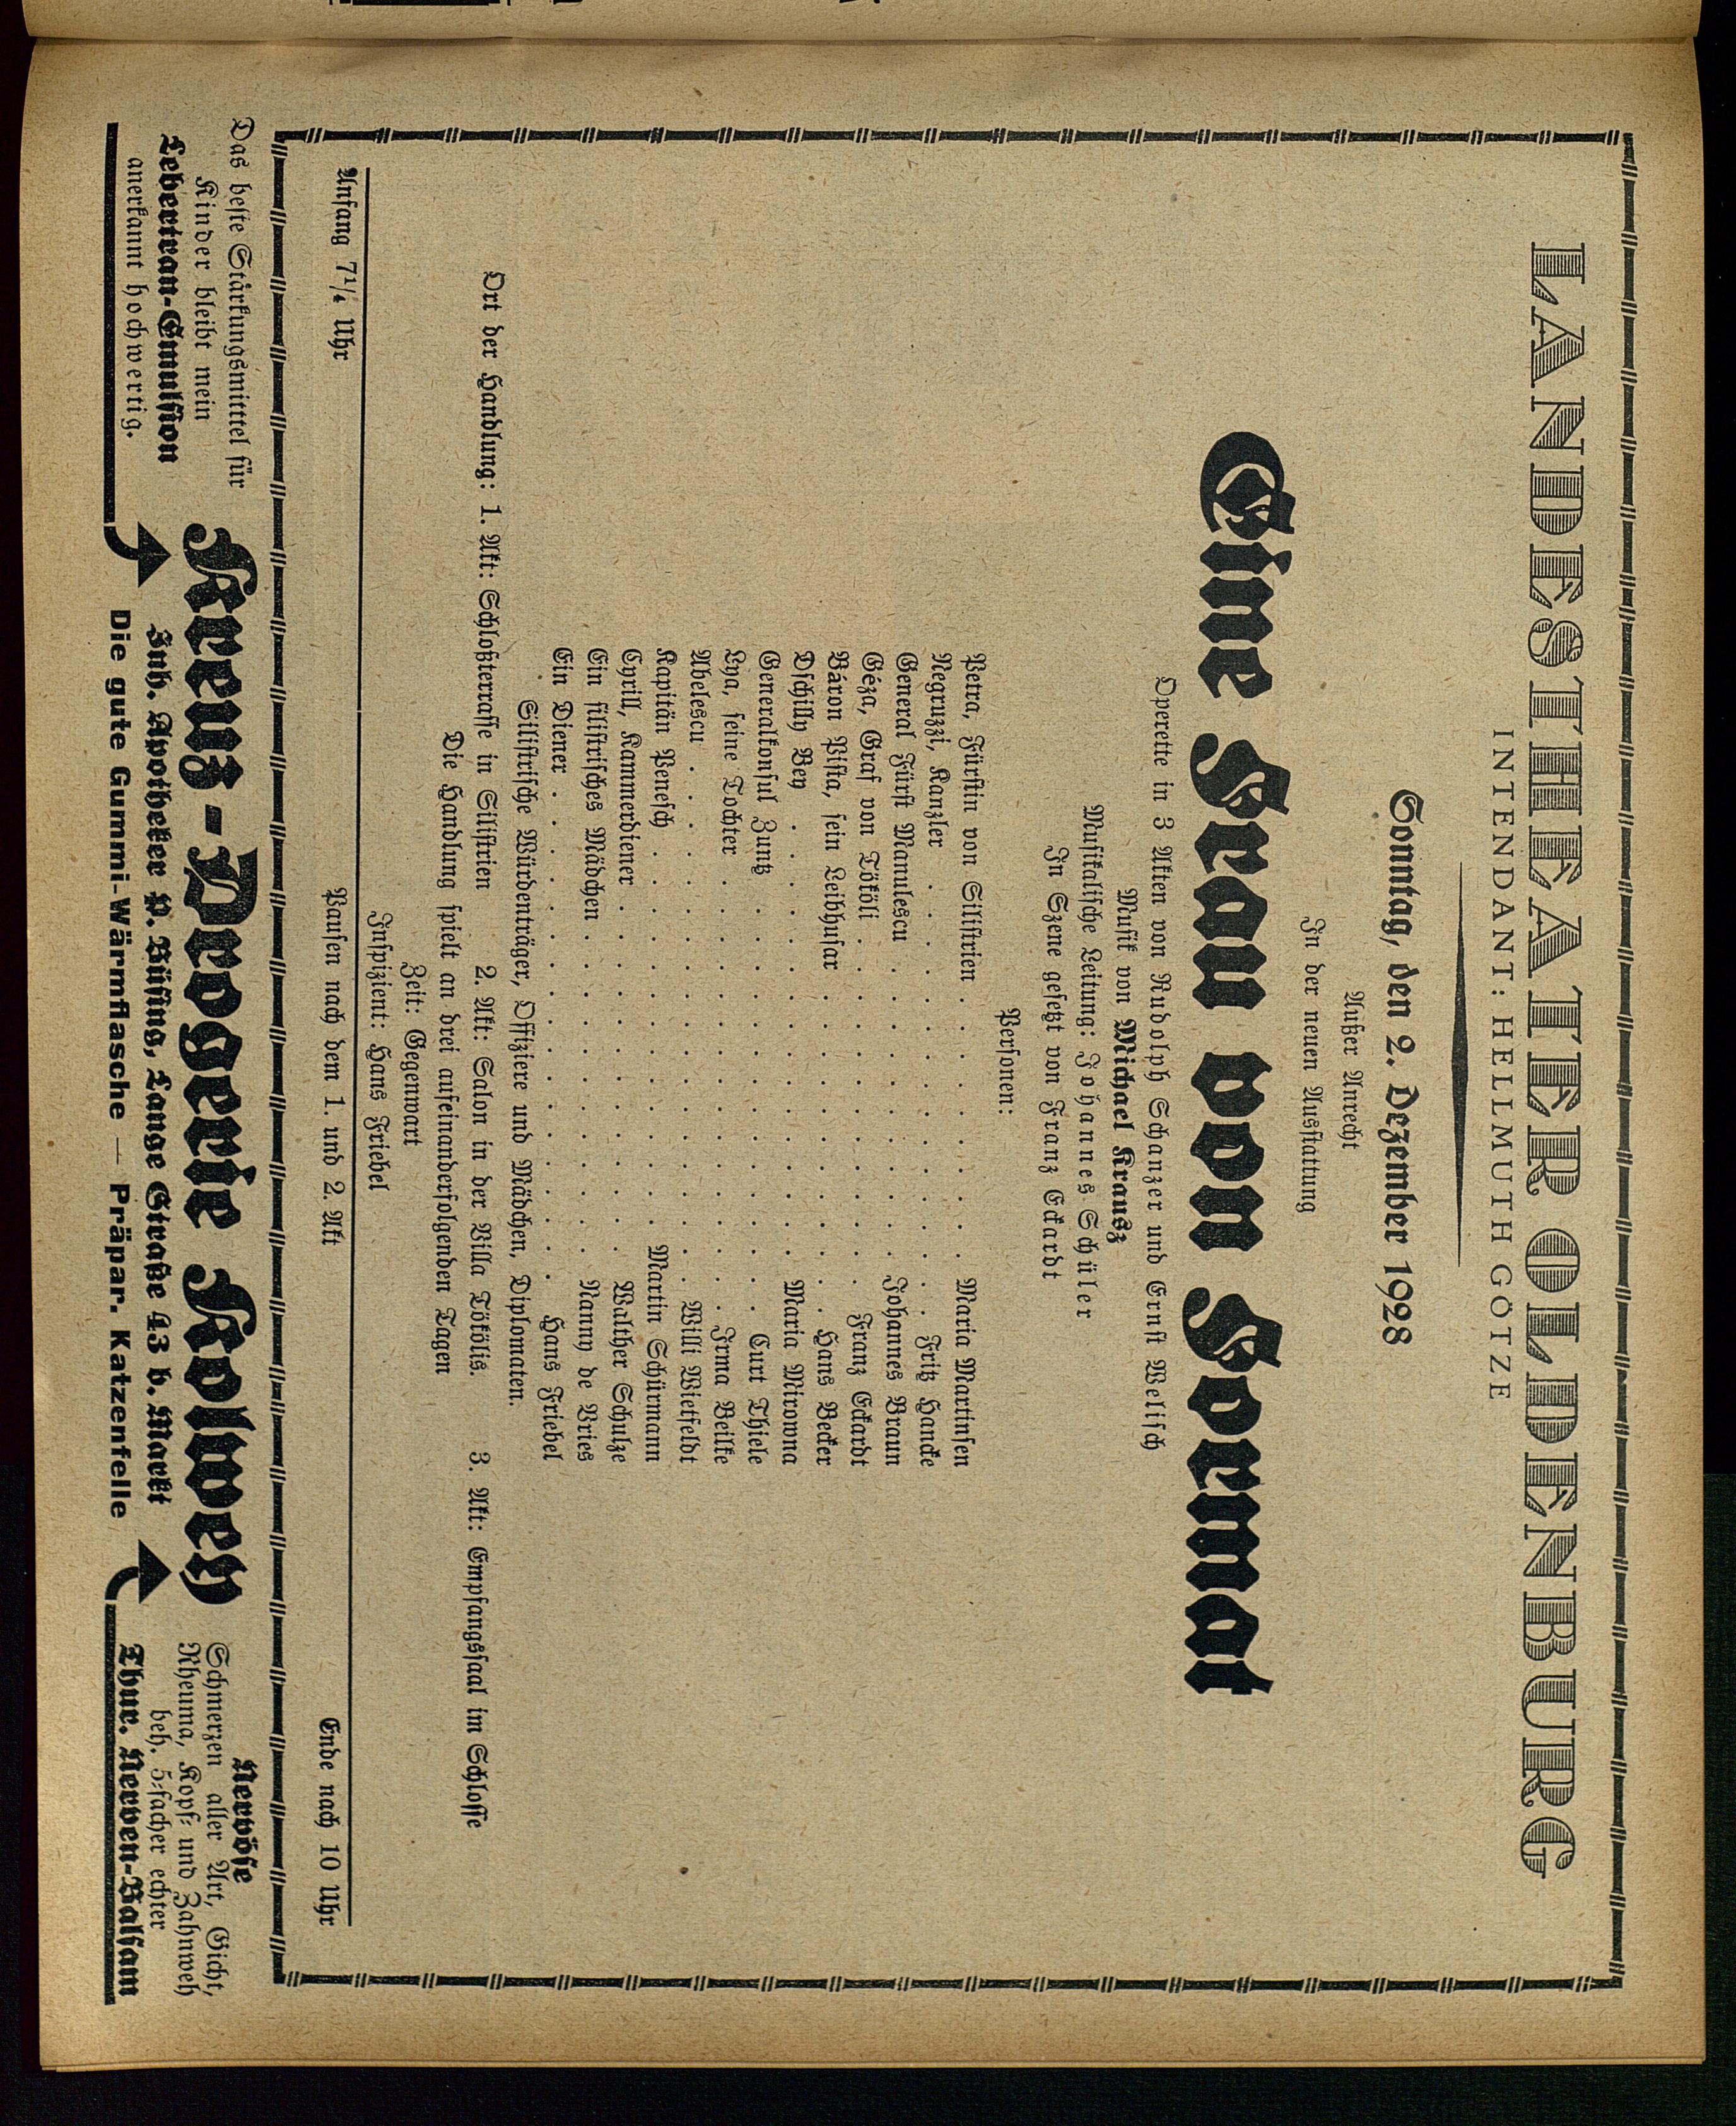 LANDESTHEATER OLDENBURG
INTENDANT: HELLMUTH GÖTZE
Sonntag, den 2. Dezember 1928
Außer Anrecht
In der neuen Ausstattung
Eine Frau von Format
Operette in 3 Akten von Rudolph Schanzer und Ernst Welisch
Musik von Michael Krausz
Musikalische Leitung: Johannes Schüler
In Szene gesetzt von Franz Eckardt
Personen:
Petra, Fürstin von Silistrien . . . . . . Maria Martinsen
Negruzzi, Kanzler . . . . . . . . Fritz Hancke
General Fürst Manulescu . . . . . . Johannes Braun
Géza, Graf von Tököli . . . . . . . Franz Eckardt
Báron Pista, sein Leibhusar . . . . . . Hans Becker
Dschilly Bey . . . . . . . . . Maria Mirowna
Generalkonsul Zuntz . . . . . . . . Curt Thiele
Lya, seine Tochter . . . . . . . . Irma Beilke
Abelescu . . . . . . . . . . Willi Wietfeldt
Kapitän Penesch . . . . . . . . Martin Schürmann
Cyrill, Kammerdiener . . . . . . . Walther Schulze
Ein silistrisches Mädchen . . . . . . Nanny de Vries
Ein Diener . . . . . . . . . . Hans Friebel
Silistrische Würdenträger, Offiziere und Mädchen, Diplomaten.
Ort der Handlung: 1. Akt: Schloßterrasse in Silistrien 2. Akt: Salon in der Villa Tökölis. 3. Akt: Empfangssaal im Schlosse
Die Handlung spielt an drei aufeinanderfolgenden Tagen
Zeit: Gegenwart
Inspizient: Hans Friebel
Anfang 7¼ Uhr Pausen nach dem 1. und 2. Akt Ende nach 10 Uhr
Das beste Stärkungsmittel für
Kinder bleibt mein
Lebertran-Emulsion
anerkannt hochwertig.
Kreuz-Drogerie Kolweh
Inh. Apotheker P. Büsing, Lange Straße 43 b. Markt
Die gute Gummi-Wärmflasche — Präpar. Katzenfelle
Nervöse
Schmerzen aller Art, Gicht,
Rheuma, Kopf- und Zahnweh
beh. 5-facher echter
Thur. Nerven-Balsam